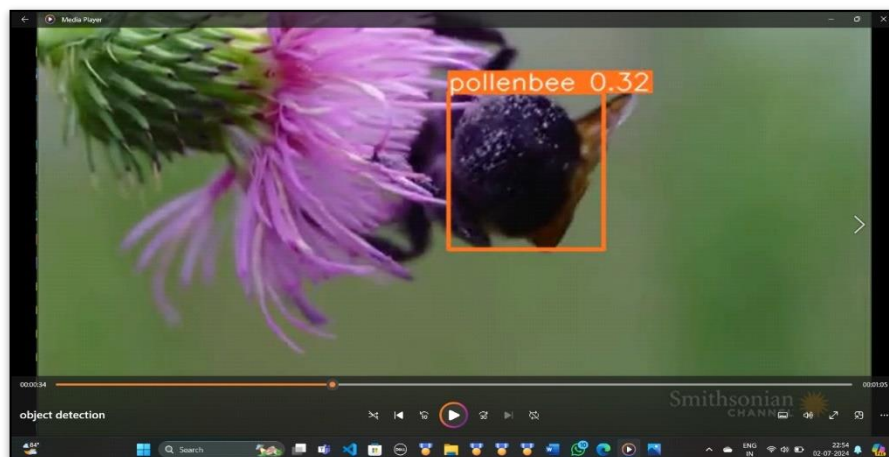 Media Player
pollenbee 0.32
00:00:34
00:01:05
Smithsonian
CHANNEL
object detection
84°
Search
ENG
IN
22:54
02-07-2024